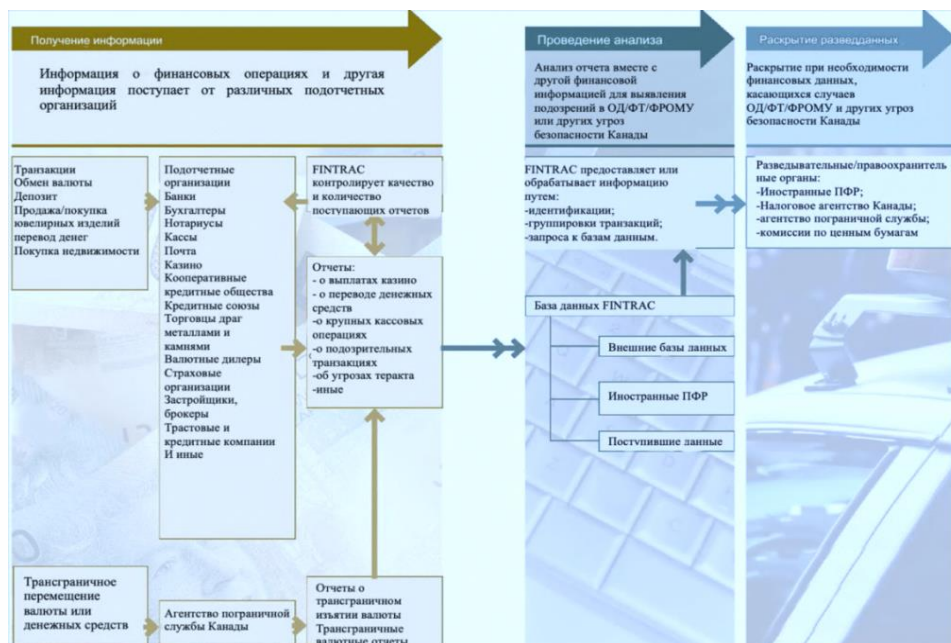 Получение информации
Информация о финансовых операциях и другая
информация поступает от различных подотчетных
организаций
Транзакции
Обмен валюты
Депозит
Продажа/покупка
ювелирных изделий
перевод денег
Покупка недвижимости
Подотчетные
организации
Банки
Бухгалтеры
Нотариусы
Кассы
Почта
Казино
Кооперативные
кредитные общества
Кредитные союзы
Торговцы драг
металлами и
камнями
Валютные дилеры
Страховые
организации
Застройщики,
брокеры
Трастовые и
кредитные компании
И иные
FINTRAC
контролирует качество
и количество
поступающих отчетов
Отчеты:
- о выплатах казино
- о переводе денежных
средств
-о крупных кассовых
операциях
-о подозрительных
транзакциях
-об угрозах теракта
-иные
Трансграничное
перемещение
валюты или
денежных средств
Агентство пограничной
службы Канады
Отчеты о
трансграничном
изъятии валюты
Трансграничные
валютные отчеты
Проведение анализа
Анализ отчета вместе с
другой финансовой
информацией для выявления
подозрений в ОД/ФТ/ФРОМУ
или других угроз
безопасности Канады
FINTRAC предоставляет или
обрабатывает информацию
путем:
-идентификации;
-группировки транзакций;
-запроса к базам данным.
База данных FINTRAC
Внешние базы данных
Иностранные ПФР
Поступившие данные
Раскрытие разведданных
Раскрытие при необходимости
финансовых данных,
касающихся случаев
ОД/ФТ/ФРОМУ и других угроз
безопасности Канады
Разведывательные/правоохранитель
ные органы:
-Иностранные ПФР;
-Налоговое агентство Канады;
-агентство пограничной службы;
-комиссии по ценным бумагам